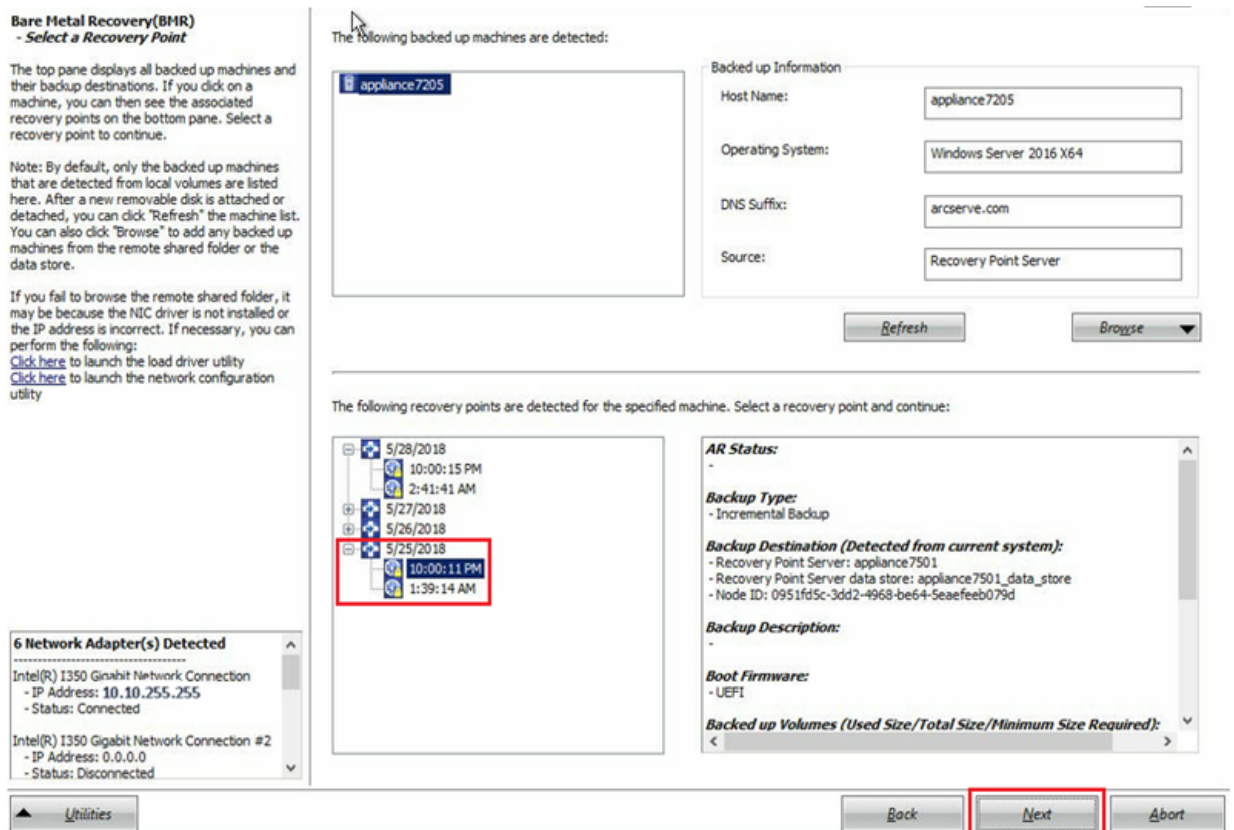 Bare Metal Recovery(BMR)
- Select a Recovery Point
The top pane displays all backed up machines and
their backup destinations. If you click on a
machine, you can then see the associated
recovery points on the bottom pane. Select a
recovery point to continue.
Note: By default, only the backed up machines
that are detected from local volumes are listed
here. After a new removable disk is attached or
detached, you can click "Refresh" the machine list.
You can also click "Browse" to add any backed up
machines from the remote shared folder or the
data store.
If you fail to browse the remote shared folder, it
may be because the NIC driver is not installed or
the IP address is incorrect. If necessary, you can
perform the following:
Click here to launch the load driver utility
Click here to launch the network configuration
utility
6 Network Adapter(s) Detected
Intel(R) I350 Gigabit Network Connection
- IP Address: 10.10.255.255
- Status: Connected
Intel(R) I350 Gigabit Network Connection #2
- IP Address: 0.0.0.0
- Status: Disconnected
The following backed up machines are detected:
appliance7205
Backed up Information
Host Name:
appliance7205
Operating System:
Windows Server 2016 X64
DNS Suffix:
arcserve.com
Source:
Recovery Point Server
Refresh
Browse
The following recovery points are detected for the specified machine. Select a recovery point and continue:
5/28/2018
10:00:15 PM
2:41:41 AM
5/27/2018
5/26/2018
5/25/2018
10:00:11 PM
1:39:14 AM
AR Status:
-
Backup Type:
- Incremental Backup
Backup Destination (Detected from current system):
- Recovery Point Server: appliance7501
- Recovery Point Server data store: appliance7501_data_store
- Node ID: 0951fd5c-3dd2-4968-be64-5eaefeeb079d
Backup Description:
-
Boot Firmware:
- UEFI
Backed up Volumes (Used Size/Total Size/Minimum Size Required):
Utilities
Back
Next
Abort